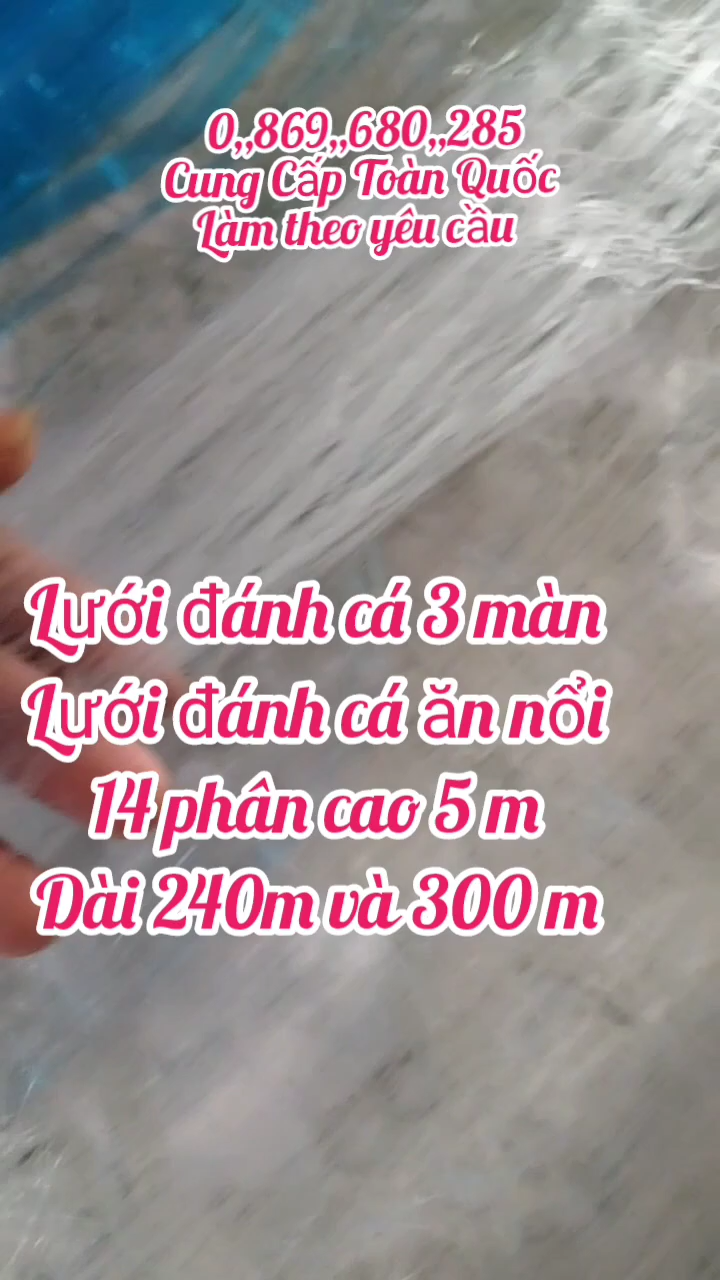 0,,869,,680,,285
Cung Cấp Toàn Quốc
Làm theo yêu cầu
Lưới đánh cá 3 màn
Lưới đánh cá ăn nổi
14 phân cao 5 m
Dài 240m và 300 m